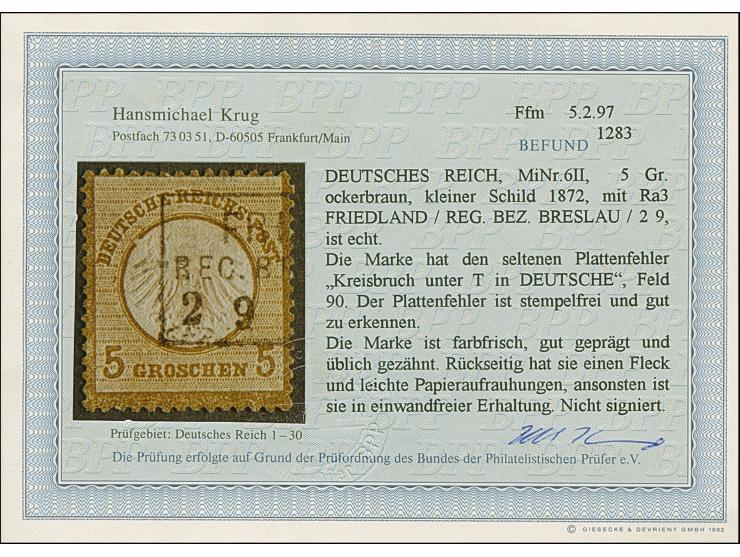 Hansmichael Krug
Postfach 73 03 51, D-60505 Frankfurt/Main
Ffm 5.2.97
BEFUND 1283
DEUTSCHES REICH, MiNr.6II, 5 Gr.
ockerbraun, kleiner Schild 1872, mit Ra3
FRIEDLAND / REG. BEZ. BRESLAU / 2 9,
ist echt.
Die Marke hat den seltenen Plattenfehler
„Kreisbruch unter T in DEUTSCHE“, Feld
90. Der Plattenfehler ist stempelfrei und gut
zu erkennen.
Die Marke ist farbfrisch, gut geprägt und
üblich gezähnt. Rückseitig hat sie einen Fleck
und leichte Papieraufrauhungen, ansonsten ist
sie in einwandfreier Erhaltung. Nicht signiert.
DEUTSCHE REICHS-POST
REG. B
2 9
5 GROSCHEN 5
Prüfgebiet: Deutsches Reich 1–30
Die Prüfung erfolgte auf Grund der Prüfordnung des Bundes der Philatelistischen Prüfer e.V.
© GIESECKE & DEVRIENT GMBH 1992
BPP